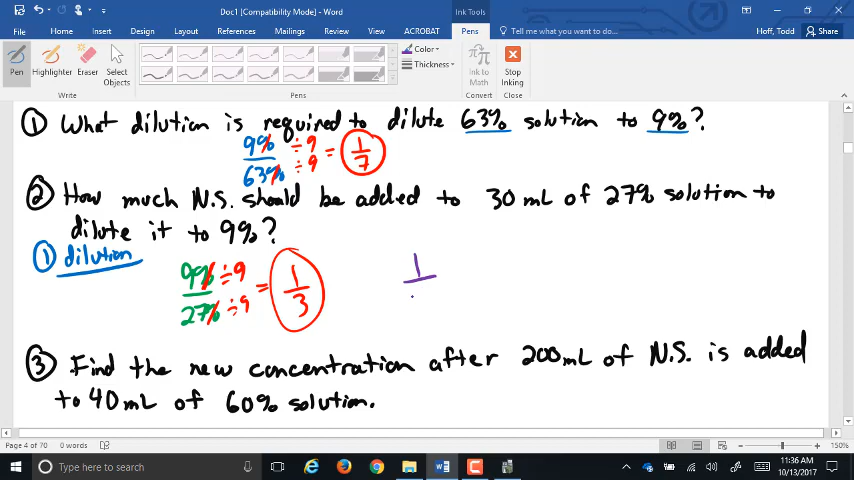 Doc1 [Compatibility Mode] - Word
Ink Tools
Hoff, Todd
File Home Insert Design Layout References Mailings Review View ACROBAT Pens Tell me what you want to do... Share
Pen Highlighter Eraser Select Objects
Color
Thickness
Ink to Math
Stop Inking
Write Pens Convert Close
① What dilution is required to dilute 63% solution to 9%?
9% ÷9 = 1
63% ÷9 7
② How much N.S. should be added to 30 mL of 27% solution to
dilute it to 9%?
① dilution
9% ÷9 = 1
27% ÷9 3
1
③ Find the new concentration after 200mL of N.S. is added
to 40mL of 60% solution.
Page 4 of 70 0 words 150%
Type here to search
11:36 AM
10/13/2017